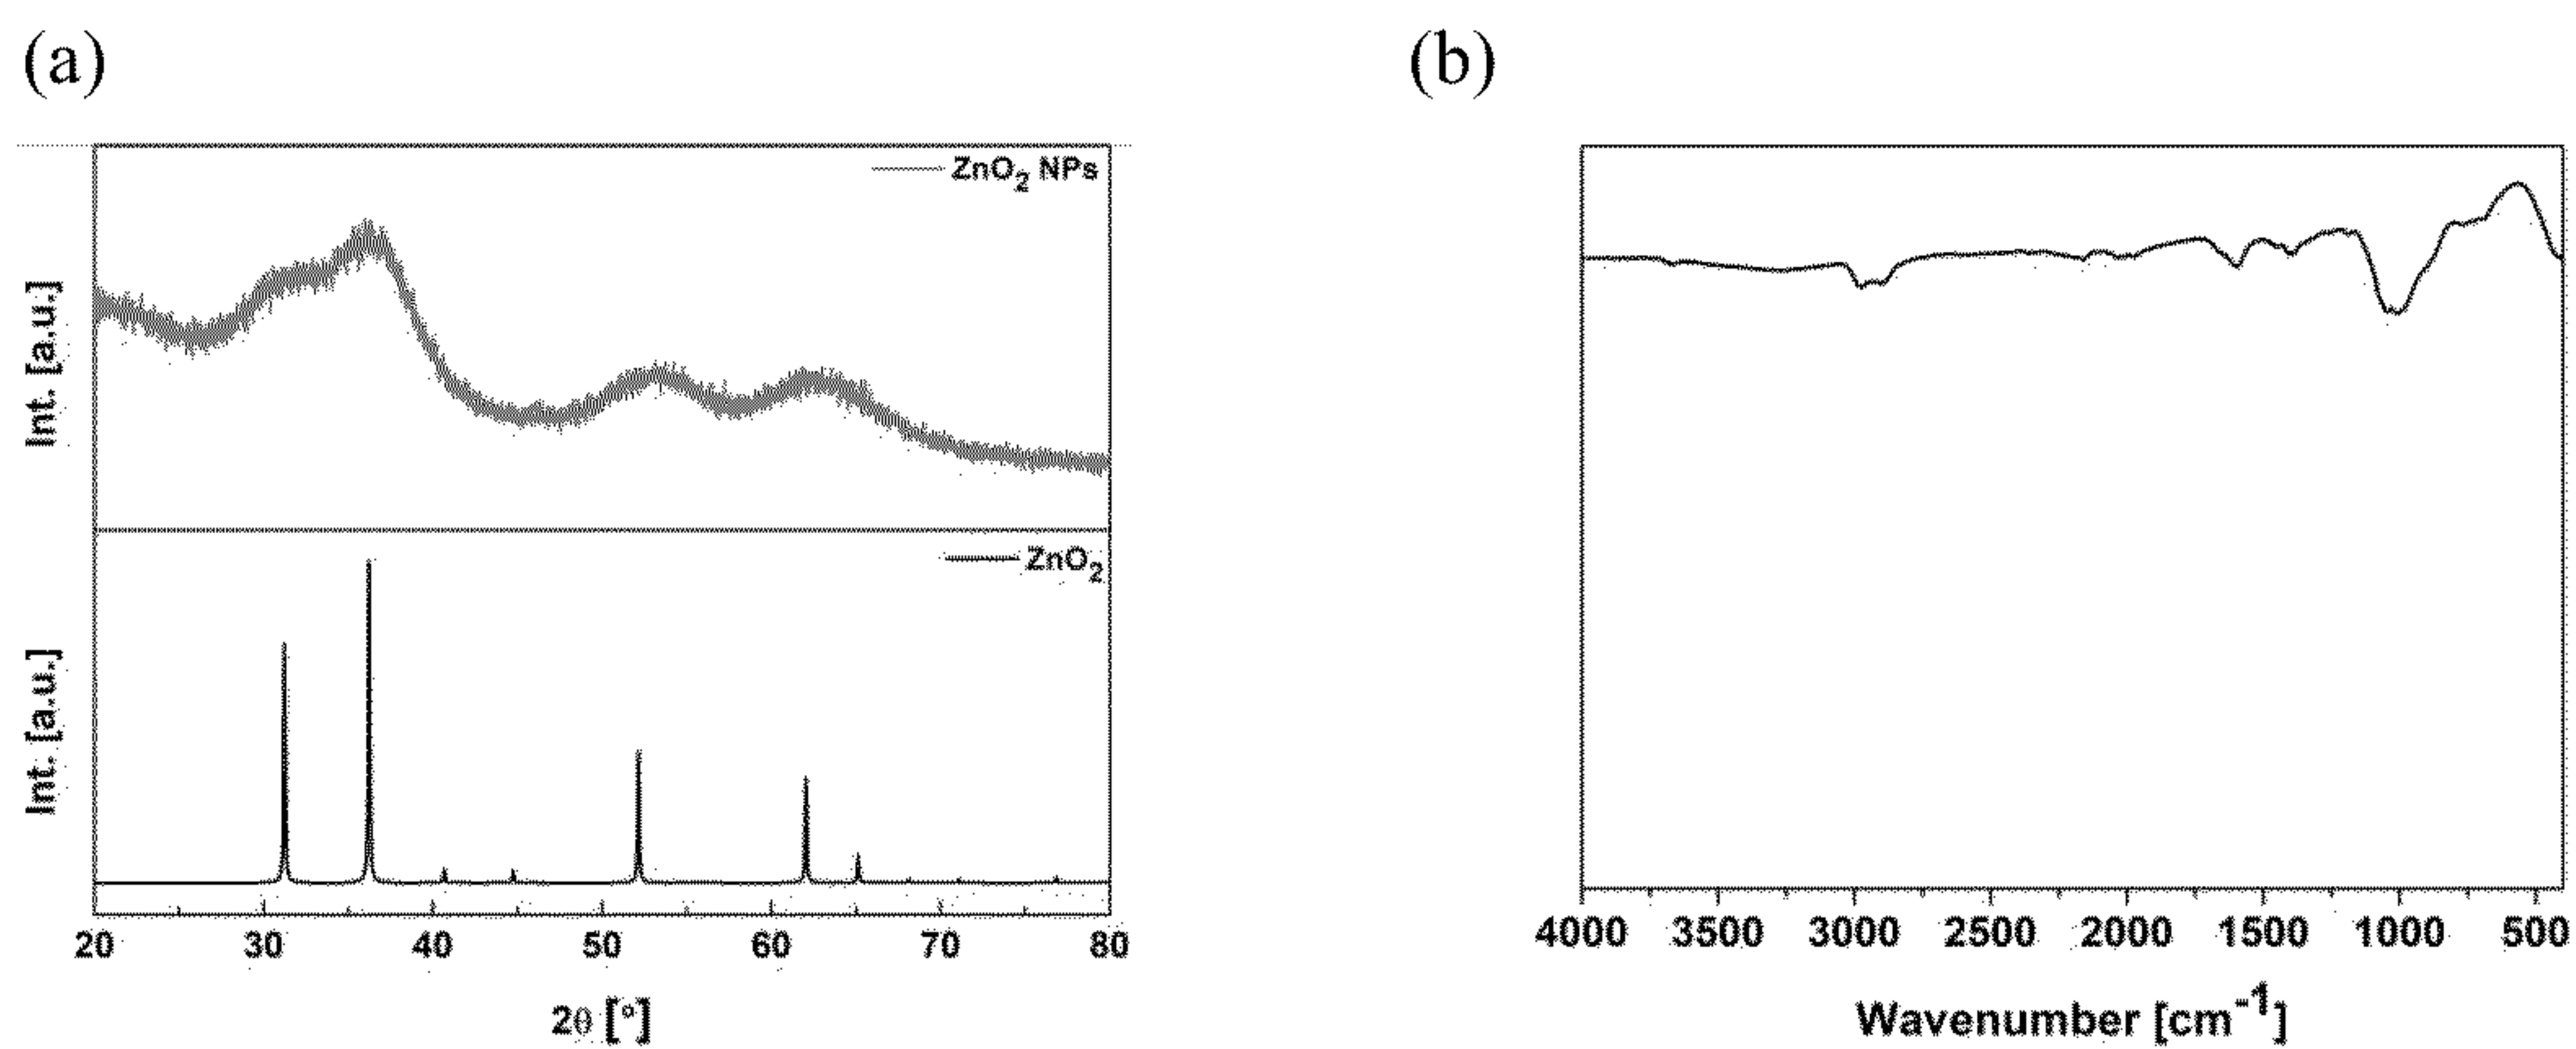 (a)
(b)
ZnO₂ NPs
Int. [a.u.]
ZnO₂
Int. [a.u.]
20 30 40 50 60 70 80
2θ [°]
4000 3500 3000 2500 2000 1500 1000 500
Wavenumber [cm⁻¹]